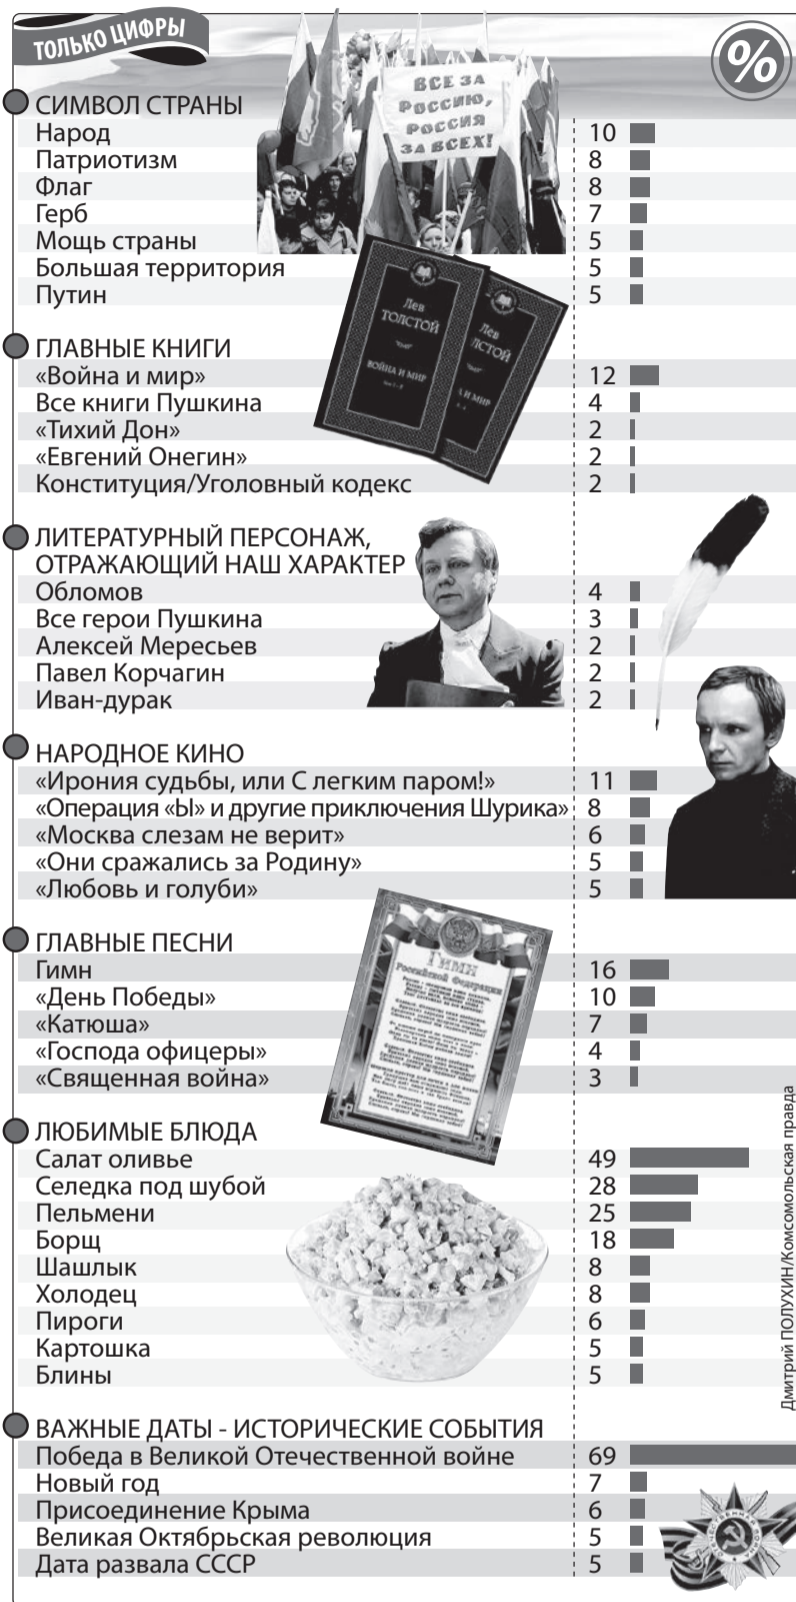 ТОЛЬКО ЦИФРЫ
%
ВСЕ ЗА
РОССИЮ,
РОССИЯ
ЗА ВСЕХ!
СИМВОЛ СТРАНЫ
Народ 10
Патриотизм 8
Флаг 8
Герб 7
Мощь страны 5
Большая территория 5
Путин 5
Лев
ТОЛСТОЙ
ВОЙНА И МИР
Лев
ЛСТОЙ
А И МИР
ГЛАВНЫЕ КНИГИ
«Война и мир» 12
Все книги Пушкина 4
«Тихий Дон» 2
«Евгений Онегин» 2
Конституция/Уголовный кодекс 2
ЛИТЕРАТУРНЫЙ ПЕРСОНАЖ,
ОТРАЖАЮЩИЙ НАШ ХАРАКТЕР
Обломов 4
Все герои Пушкина 3
Алексей Мересьев 2
Павел Корчагин 2
Иван-дурак 2
НАРОДНОЕ КИНО
«Ирония судьбы, или С легким паром!» 11
«Операция «Ы» и другие приключения Шурика» 8
«Москва слезам не верит» 6
«Они сражались за Родину» 5
«Любовь и голуби» 5
ГЛАВНЫЕ ПЕСНИ
Гимн 16
«День Победы» 10
«Катюша» 7
«Господа офицеры» 4
«Священная война» 3
Гимн
Российской Федерации
ЛЮБИМЫЕ БЛЮДА
Салат оливье 49
Селедка под шубой 28
Пельмени 25
Борщ 18
Шашлык 8
Холодец 8
Пироги 6
Картошка 5
Блины 5
Дмитрий ПОЛУХИН/Комсомольская правда
ВАЖНЫЕ ДАТЫ - ИСТОРИЧЕСКИЕ СОБЫТИЯ
Победа в Великой Отечественной войне 69
Новый год 7
Присоединение Крыма 6
Великая Октябрьская революция 5
Дата развала СССР 5
ОТЕЧЕСТВЕННАЯ ВОЙНА